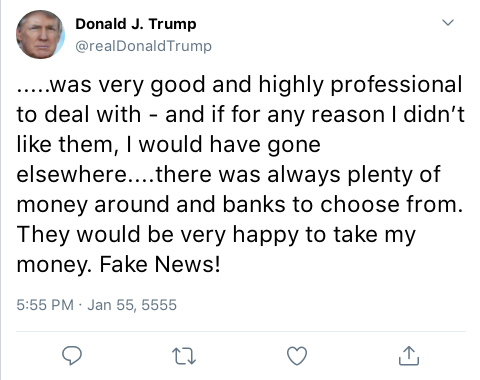 Donald J. Trump
@realDonaldTrump
.....was very good and highly professional
to deal with - and if for any reason I didn’t
like them, I would have gone
elsewhere....there was always plenty of
money around and banks to choose from.
They would be very happy to take my
money. Fake News!
5:55 PM · Jan 55, 5555